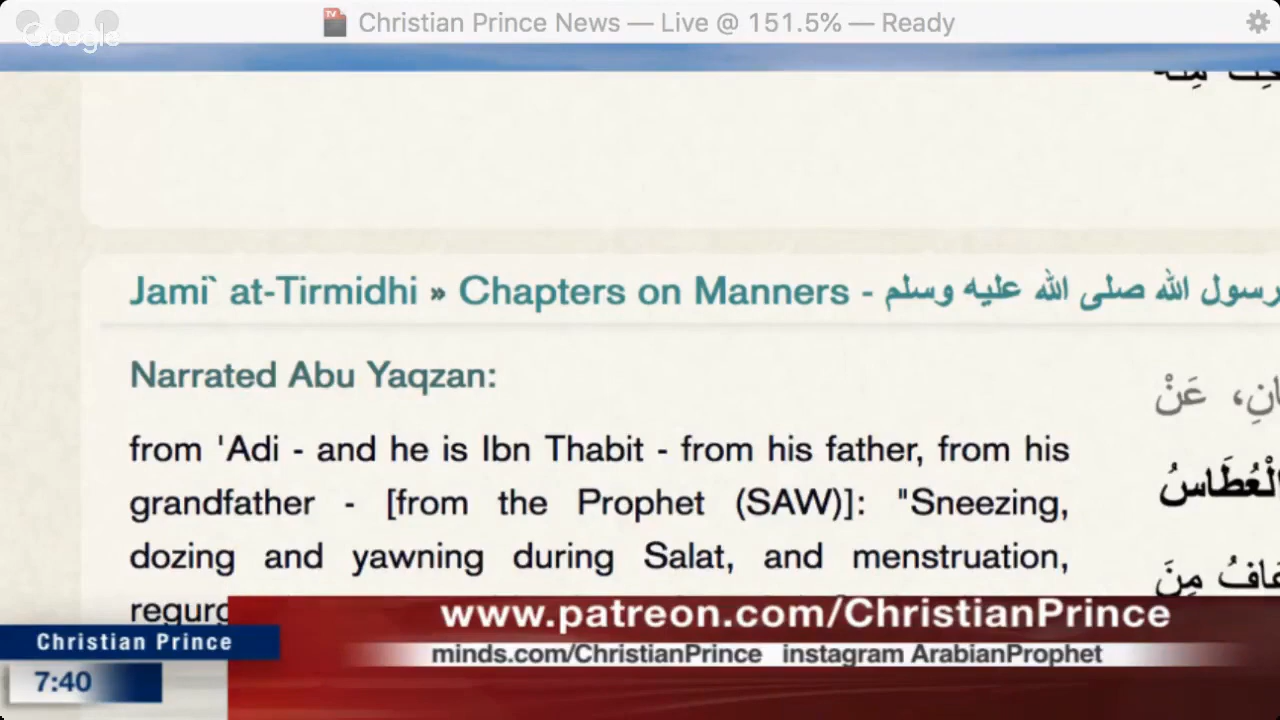 Christian Prince News — Live @ 151.5% — Ready
Google
Jami` at-Tirmidhi » Chapters on Manners - رسول الله صلى الله عليه وسلم
Narrated Abu Yaqzan:
from 'Adi - and he is Ibn Thabit - from his father, from his
grandfather - [from the Prophet (SAW)]: "Sneezing,
dozing and yawning during Salat, and menstruation,
عَنْ
الْعُطَاسُ
مِنَ
www.patreon.com/ChristianPrince
minds.com/ChristianPrince instagram ArabianProphet
Christian Prince
7:40